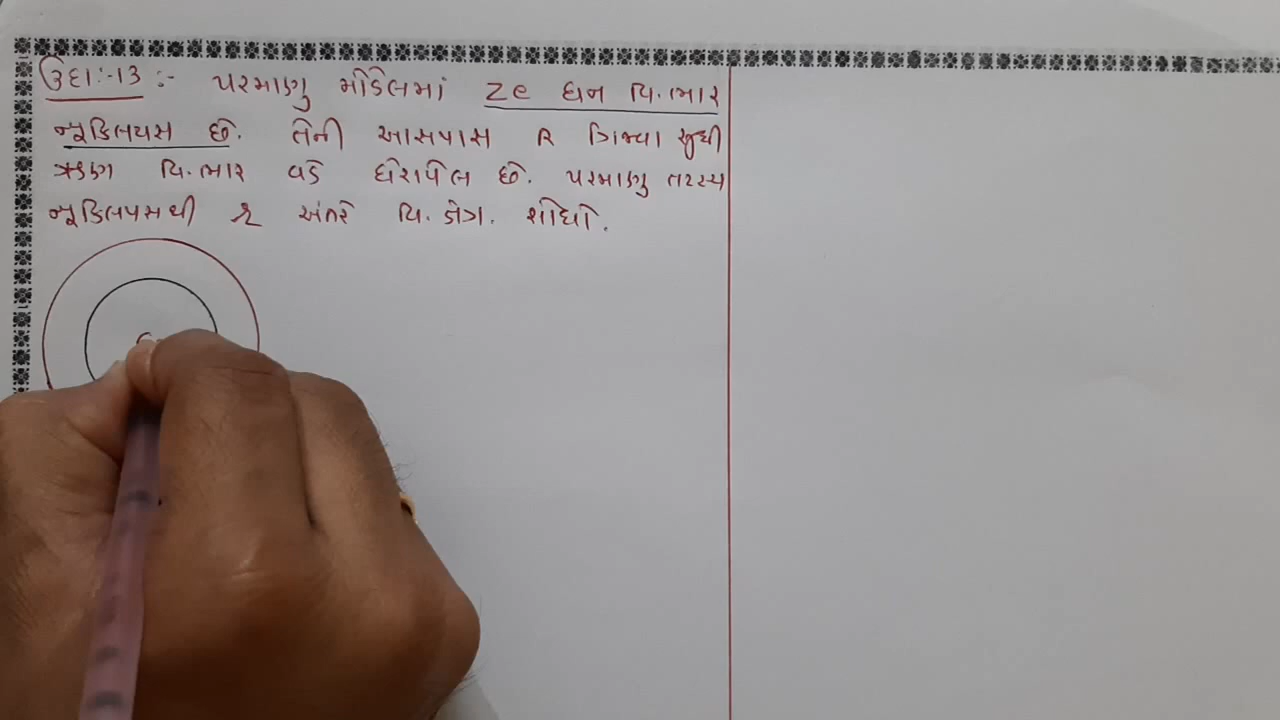 ઉદા:-13 :- પરમાણુ મોડેલમાં ze ધન વિ.ભાર
ન્યૂક્લિયસ છે. તેની આસપાસ R ત્રિજ્યા સુધી
ઋણ વિ.ભાર વડે ઘેરાયેલ છે. પરમાણુ તટસ્થ
ન્યૂક્લિયસથી r અંતરે વિ.ક્ષેત્ર. શોધો.